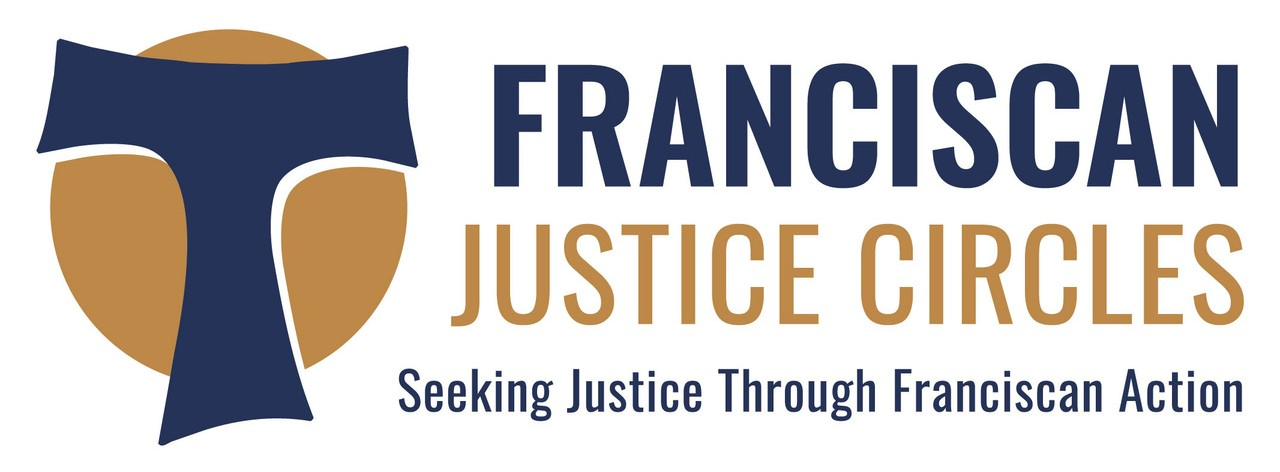 FRANCISCAN
JUSTICE CIRCLES
Seeking Justice Through Franciscan Action